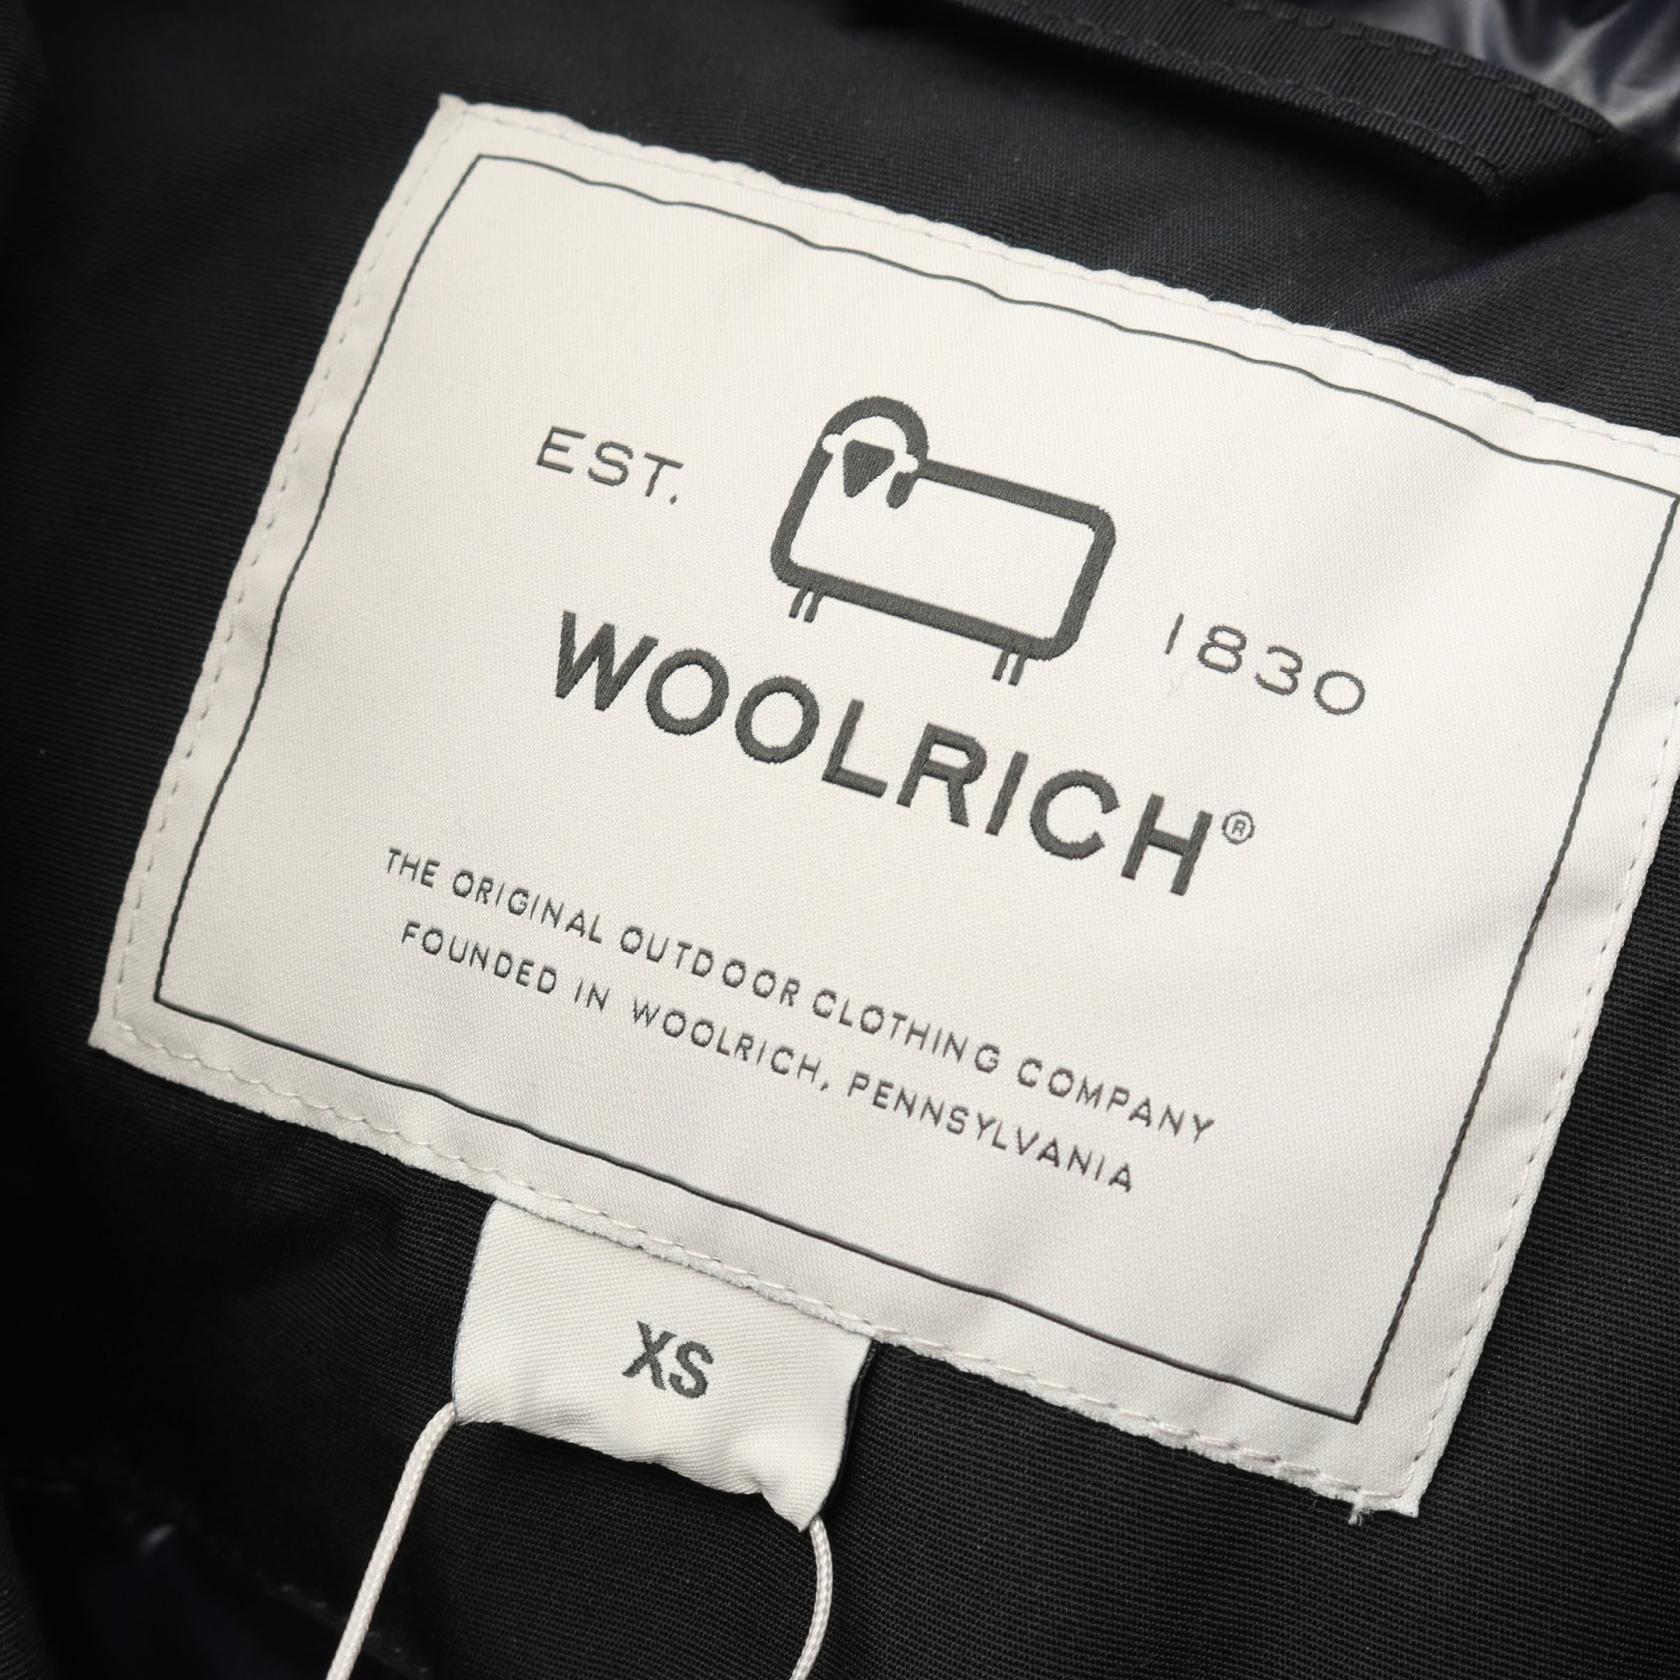 EST. 1830
WOOLRICH®
THE ORIGINAL OUTDOOR CLOTHING COMPANY
FOUNDED IN WOOLRICH, PENNSYLVANIA
XS